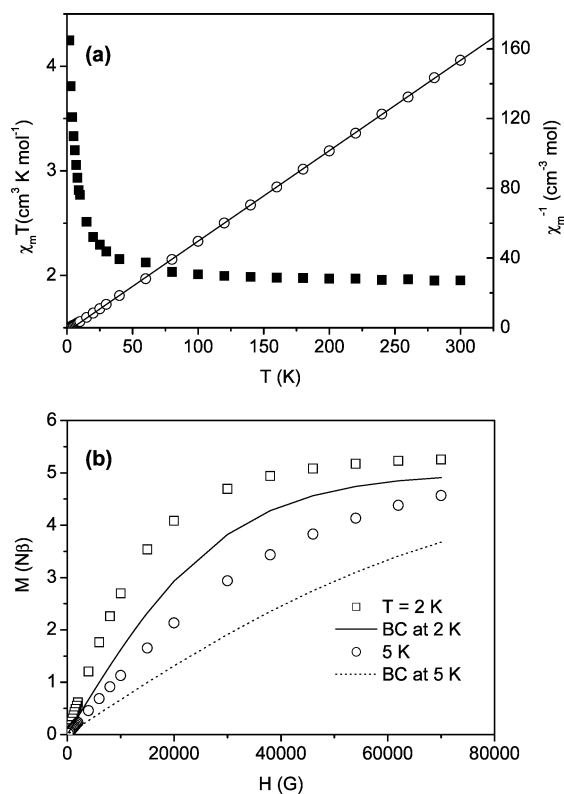 (a)
4
3
2
χₘT(cm³ K mol⁻¹)
160
120
80
40
0
χₘ⁻¹ (cm⁻³ mol)
0 50 100 150 200 250 300
T (K)
(b)
6
5
4
3
2
1
0
M (Nβ)
T = 2 K
BC at 2 K
5 K
BC at 5 K
0 20000 40000 60000 80000
H (G)